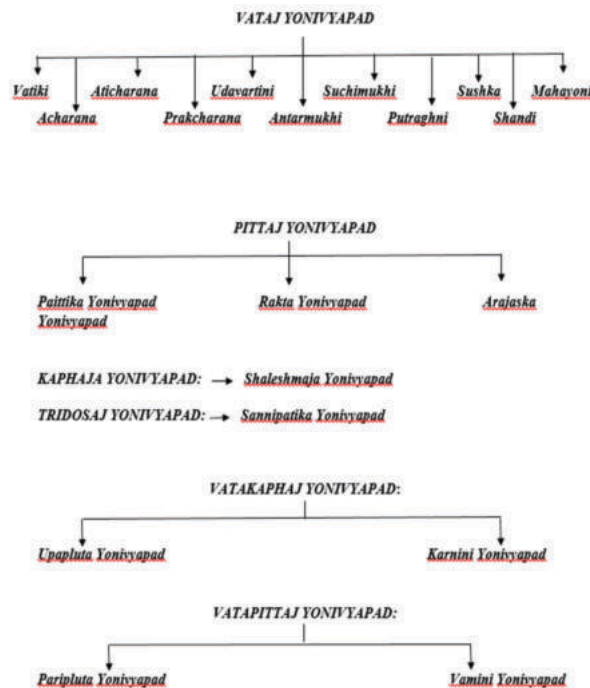 VATAJ YONIVYAPAD
Vatiki Aticharana Udavartini Suchimukhi Sushka Mahayoni
Acharana Prakcharana Antarmukhi Putraghni Shandi
PITTAJ YONIVYAPAD
Paittika Yonivyapad Rakta Yonivyapad Arajaska
Yonivyapad
KAPHAJA YONIVYAPAD: Shaleshmaja Yonivyapad
TRIDOSAJ YONIVYAPAD: Sannipatika Yonivyapad
VATAKAPHAJ YONIVYAPAD:
Upapluta Yonivyapad Karnini Yonivyapad
VATAPITTAJ YONIVYAPAD:
Paripluta Yonivyapad Vamini Yonivyapad